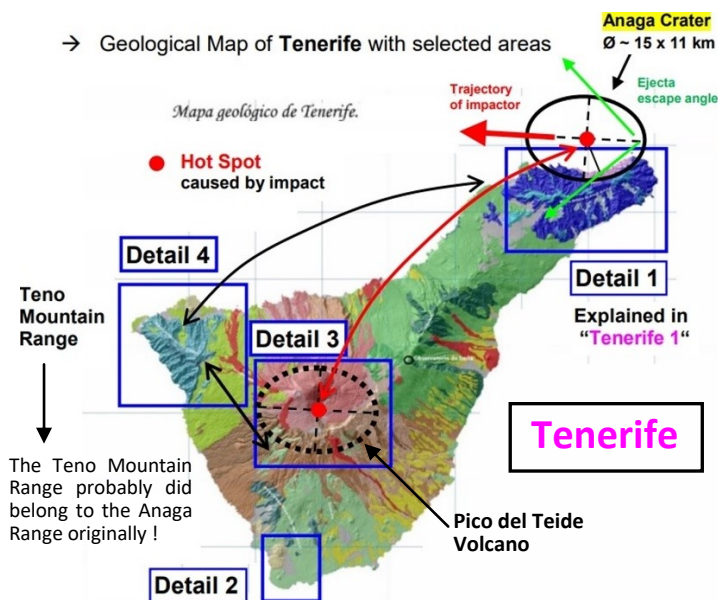 → Geological Map of Tenerife with selected areas
Anaga Crater
Ø ~ 15 x 11 km
Trajectory
of impactor
Ejecta
escape angle
Mapa geológico de Tenerife.
Hot Spot
caused by impact
Detail 4
Detail 1
Teno
Mountain
Range
Explained in
“Tenerife 1“
Detail 3
Tenerife
The Teno Mountain
Range probably did
belong to the Anaga
Range originally !
Pico del Teide
Volcano
Detail 2